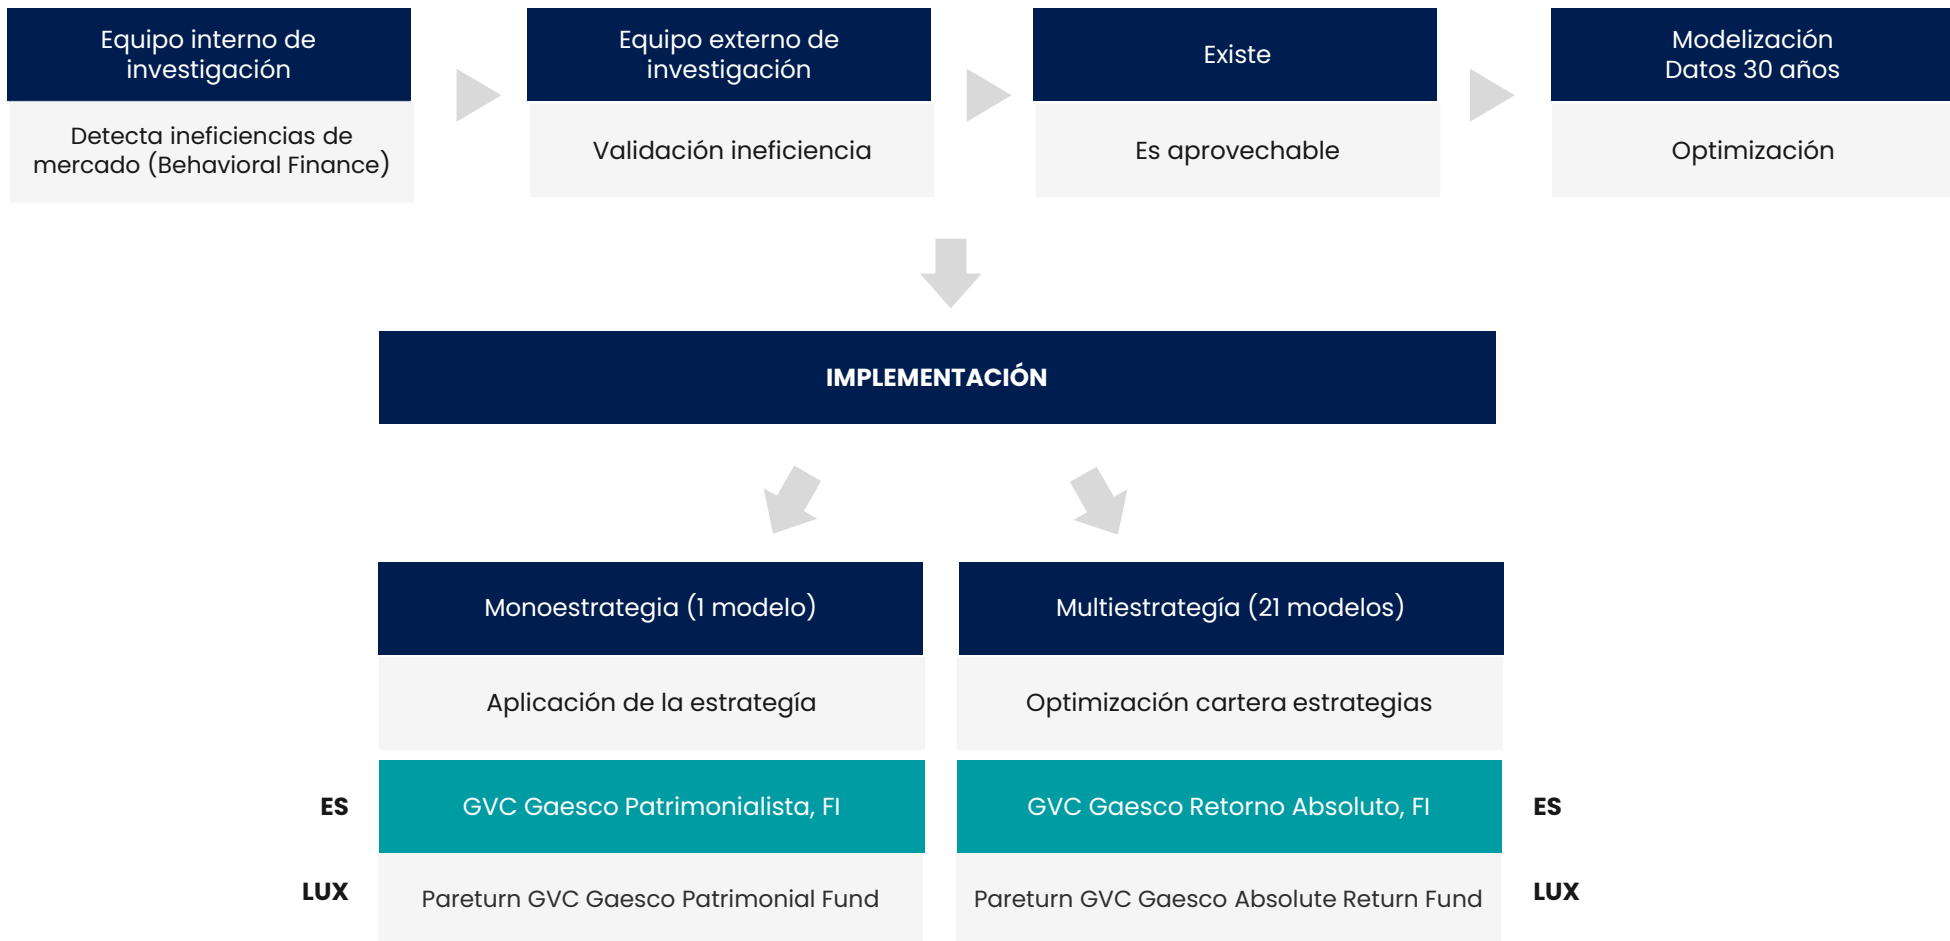 Equipo interno de
investigación
Detecta ineficiencias de
mercado (Behavioral Finance)
Equipo externo de
investigación
Validación ineficiencia
Existe
Es aprovechable
Modelización
Datos 30 años
Optimización
IMPLEMENTACIÓN
Monoestrategia (1 modelo)
Multiestrategía (21 modelos)
Aplicación de la estrategía
Optimización cartera estrategias
ES
GVC Gaesco Patrimonialista, FI
GVC Gaesco Retorno Absoluto, FI
ES
LUX
Pareturn GVC Gaesco Patrimonial Fund
Pareturn GVC Gaesco Absolute Return Fund
LUX